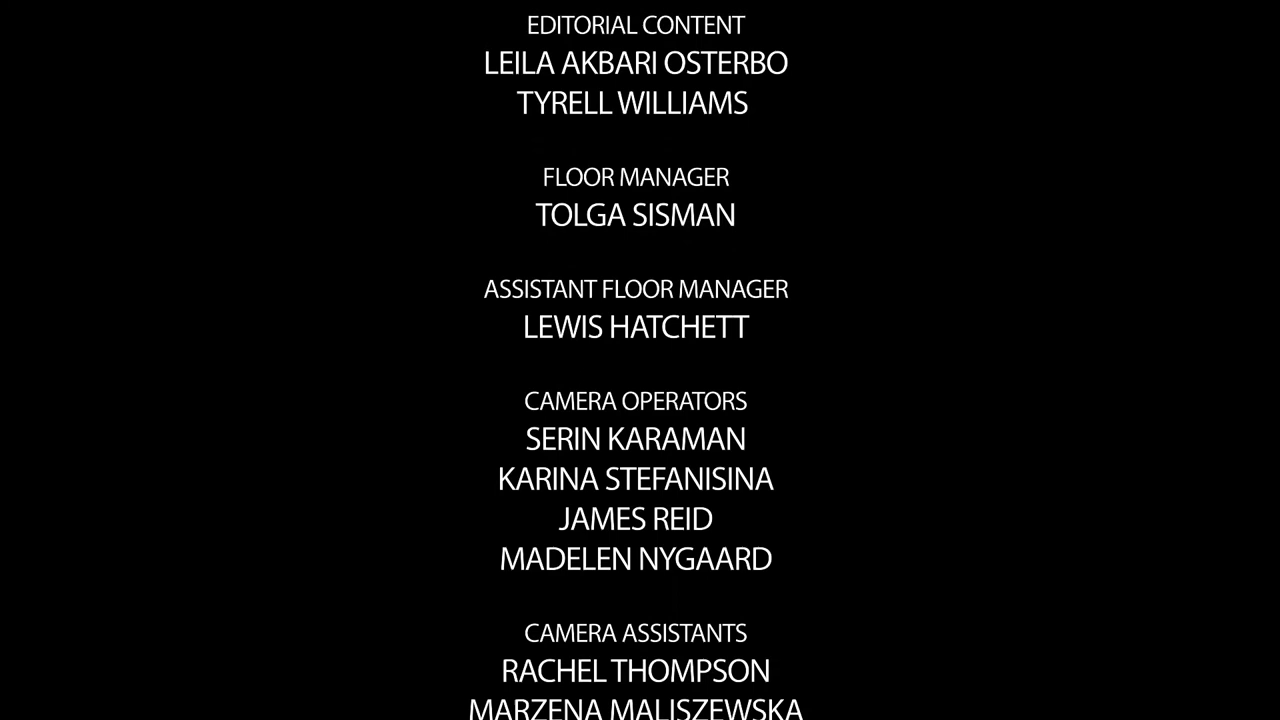 EDITORIAL CONTENT
LEILA AKBARI OSTERBO
TYRELL WILLIAMS
FLOOR MANAGER
TOLGA SISMAN
ASSISTANT FLOOR MANAGER
LEWIS HATCHETT
CAMERA OPERATORS
SERIN KARAMAN
KARINA STEFANISINA
JAMES REID
MADELEN NYGAARD
CAMERA ASSISTANTS
RACHEL THOMPSON
MARZENA MALISZEWSKA